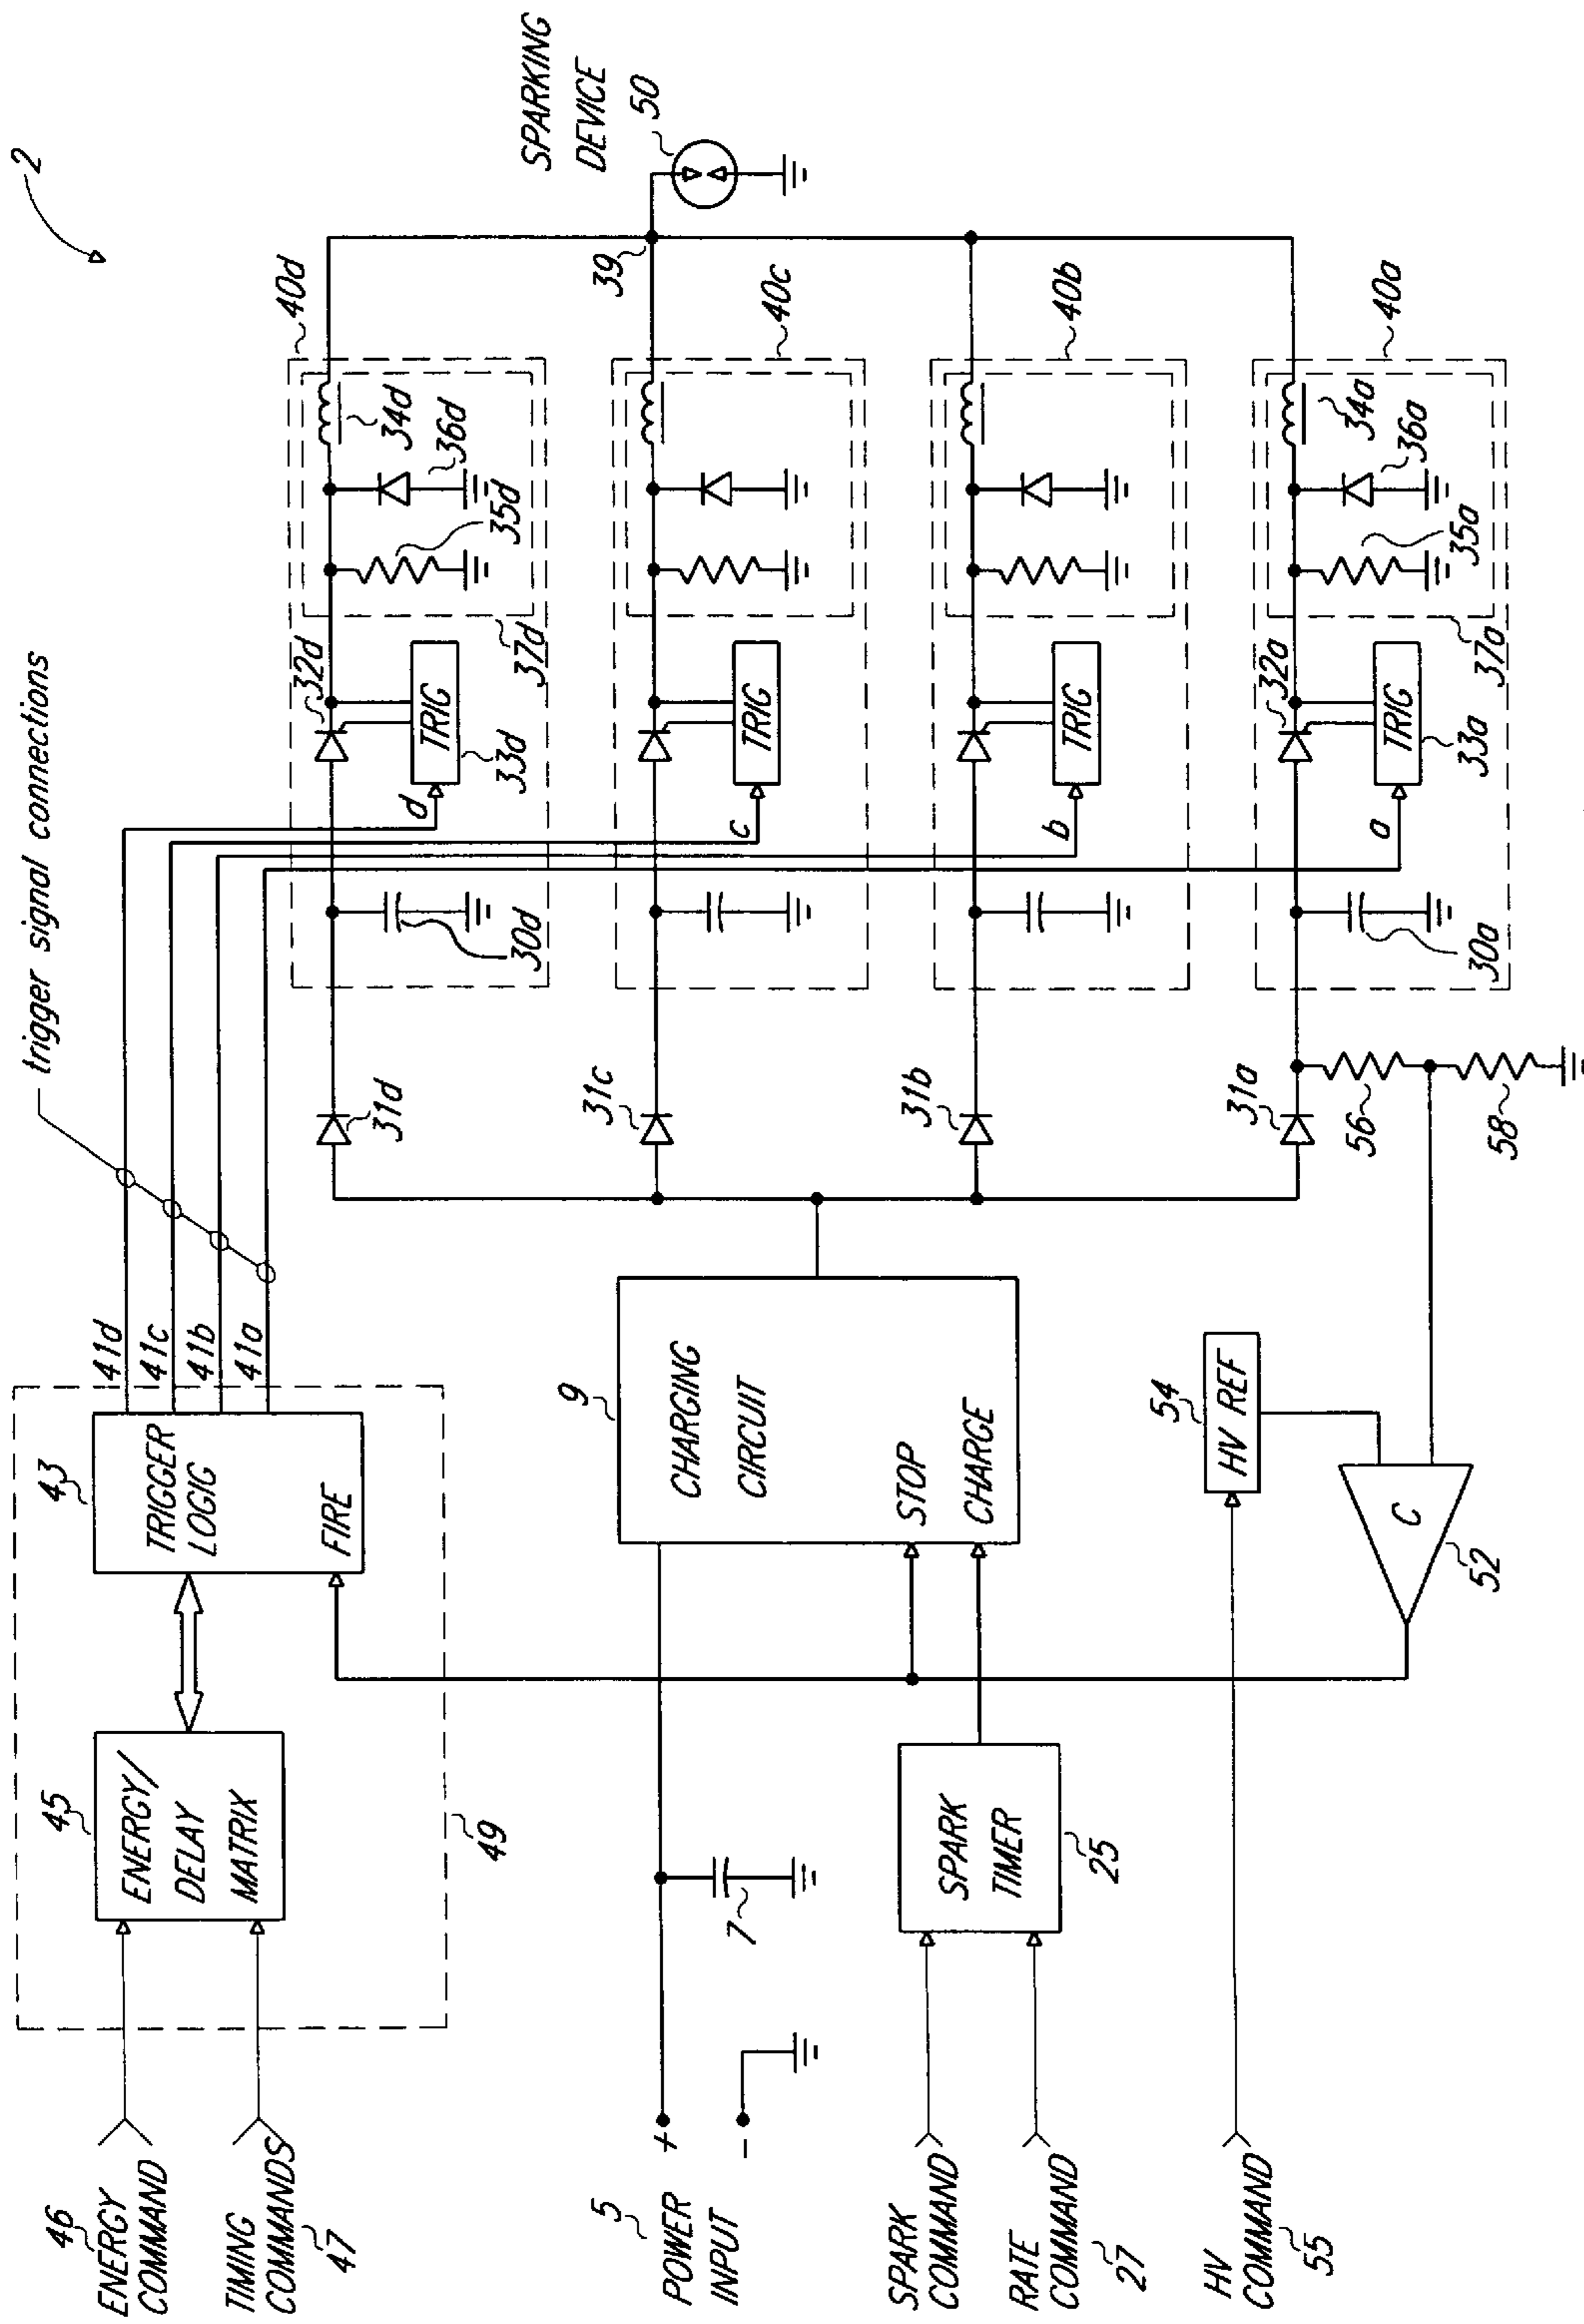 2
trigger signal connections
46
ENERGY
COMMAND
TIMING
COMMANDS
47
45
ENERGY/
DELAY
MATRIX
49
43
TRIGGER
LOGIC
FIRE
41d
41c
41b
41a
5
POWER
INPUT
+
-
7
9
CHARGING
CIRCUIT
STOP
CHARGE
SPARK
COMMAND
RATE
COMMAND
27
SPARK
TIMER
25
HV
COMMAND
55
54
HV REF
C
52
31d
31c
31b
31a
56
58
40d
30d
d
32d
TRIG
33d
37d
35d
36d
34d
40c
c
TRIG
40b
b
TRIG
40a
30a
a
32a
TRIG
33a
37a
35a
36a
34a
39
SPARKING
DEVICE
50